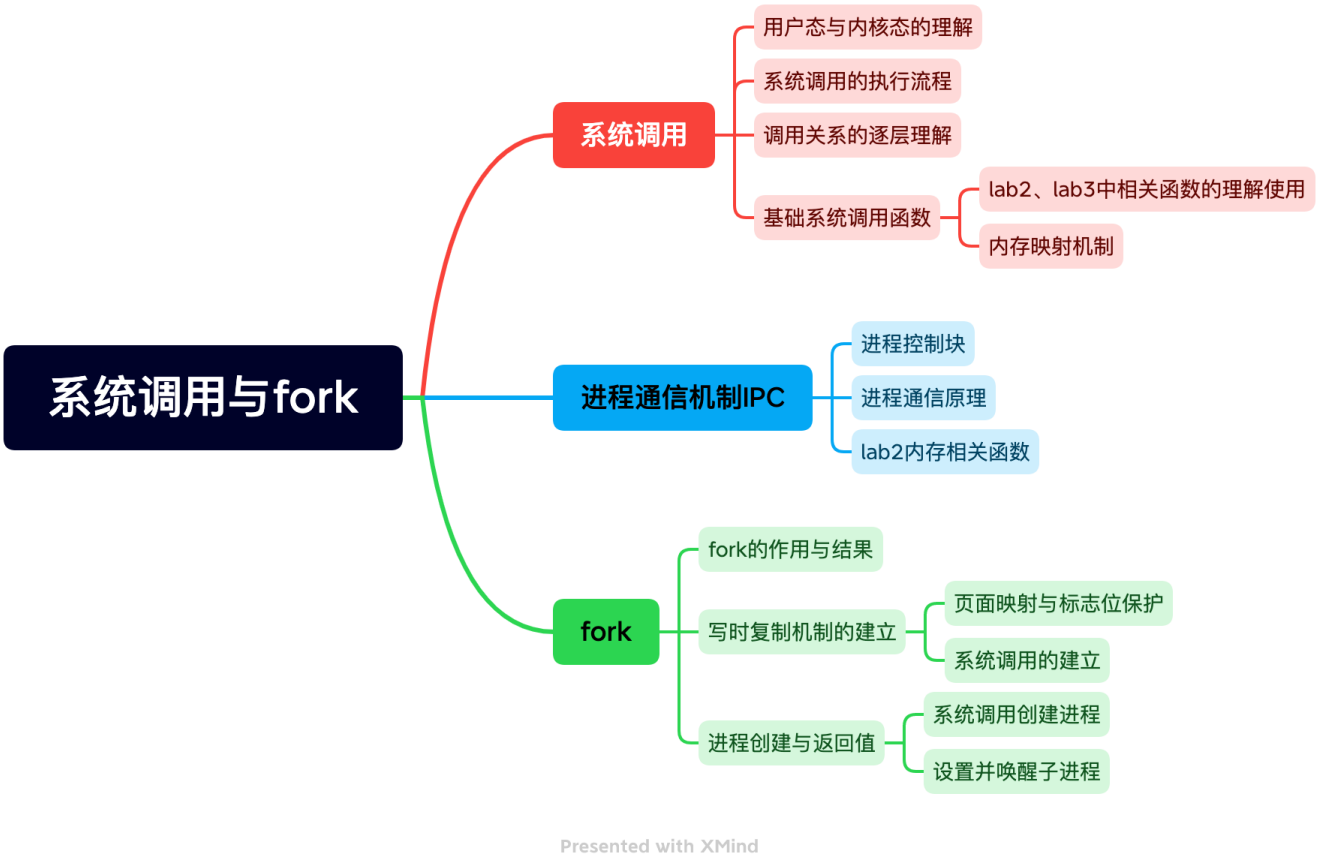 系统调用与fork
系统调用
用户态与内核态的理解
系统调用的执行流程
调用关系的逐层理解
基础系统调用函数
lab2、lab3中相关函数的理解使用
内存映射机制
进程通信机制IPC
进程控制块
进程通信原理
lab2内存相关函数
fork
fork的作用与结果
写时复制机制的建立
页面映射与标志位保护
系统调用的建立
进程创建与返回值
系统调用创建进程
设置并唤醒子进程
Presented with XMind